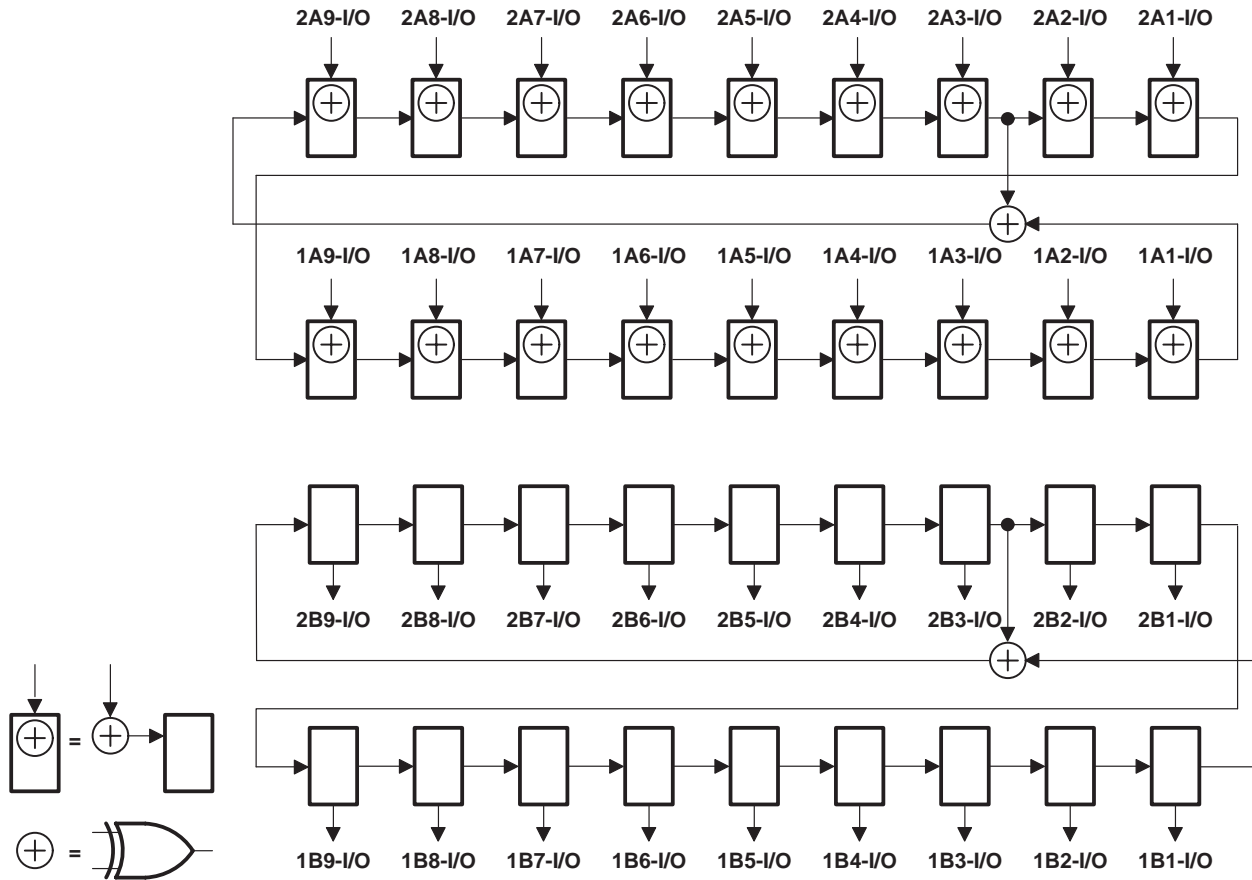 2A9-I/O 2A8-I/O 2A7-I/O 2A6-I/O 2A5-I/O 2A4-I/O 2A3-I/O 2A2-I/O 2A1-I/O
1A9-I/O 1A8-I/O 1A7-I/O 1A6-I/O 1A5-I/O 1A4-I/O 1A3-I/O 1A2-I/O 1A1-I/O
2B9-I/O 2B8-I/O 2B7-I/O 2B6-I/O 2B5-I/O 2B4-I/O 2B3-I/O 2B2-I/O 2B1-I/O
=
=
1B9-I/O 1B8-I/O 1B7-I/O 1B6-I/O 1B5-I/O 1B4-I/O 1B3-I/O 1B2-I/O 1B1-I/O